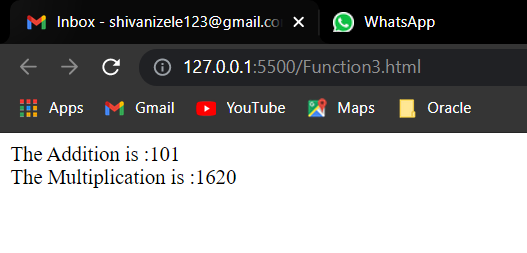 Inbox - shivanizele123@gmail.co
WhatsApp
127.0.0.1:5500/Function3.html
Apps
Gmail
YouTube
Maps
Oracle
The Addition is :101
The Multiplication is :1620